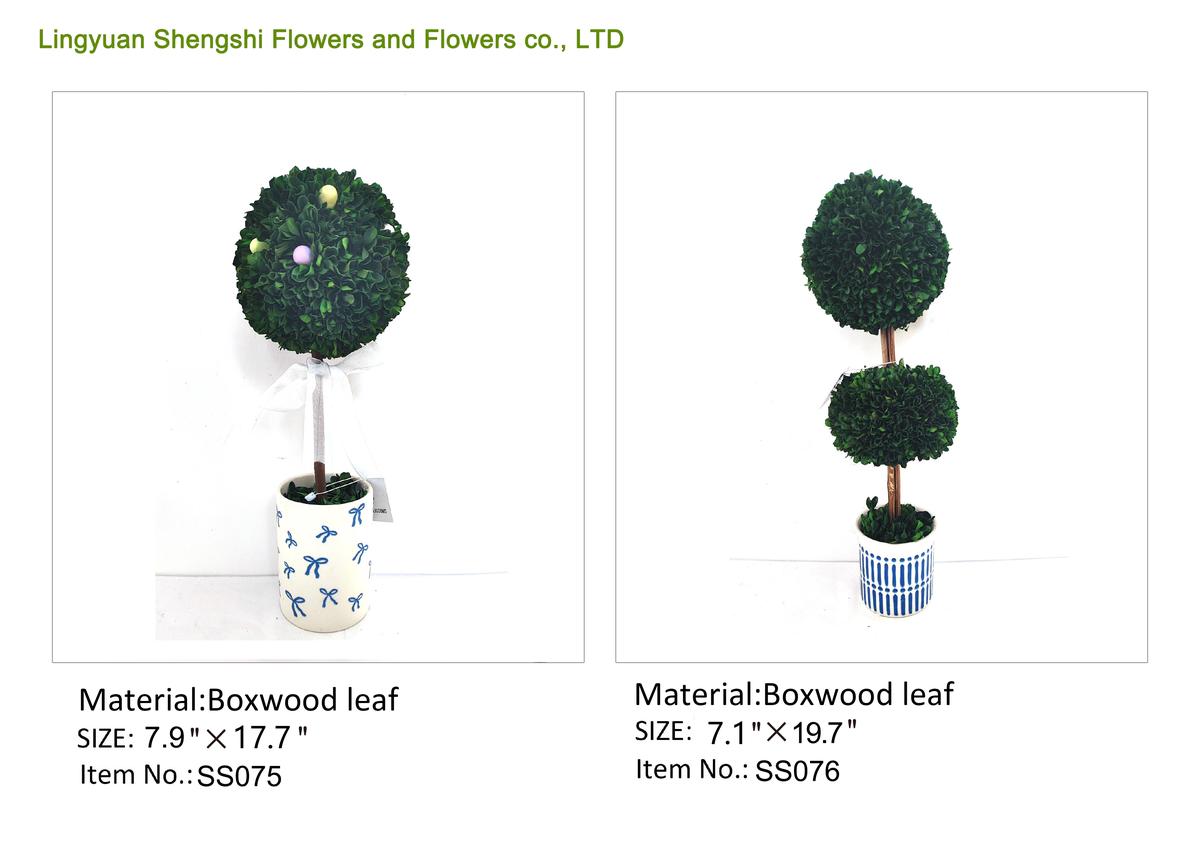 Lingyuan Shengshi Flowers and Flowers co., LTD
Material:Boxwood leaf
SIZE: 7.9"×17.7"
Item No.:SS075
Material:Boxwood leaf
SIZE: 7.1"×19.7"
Item No.: SS076